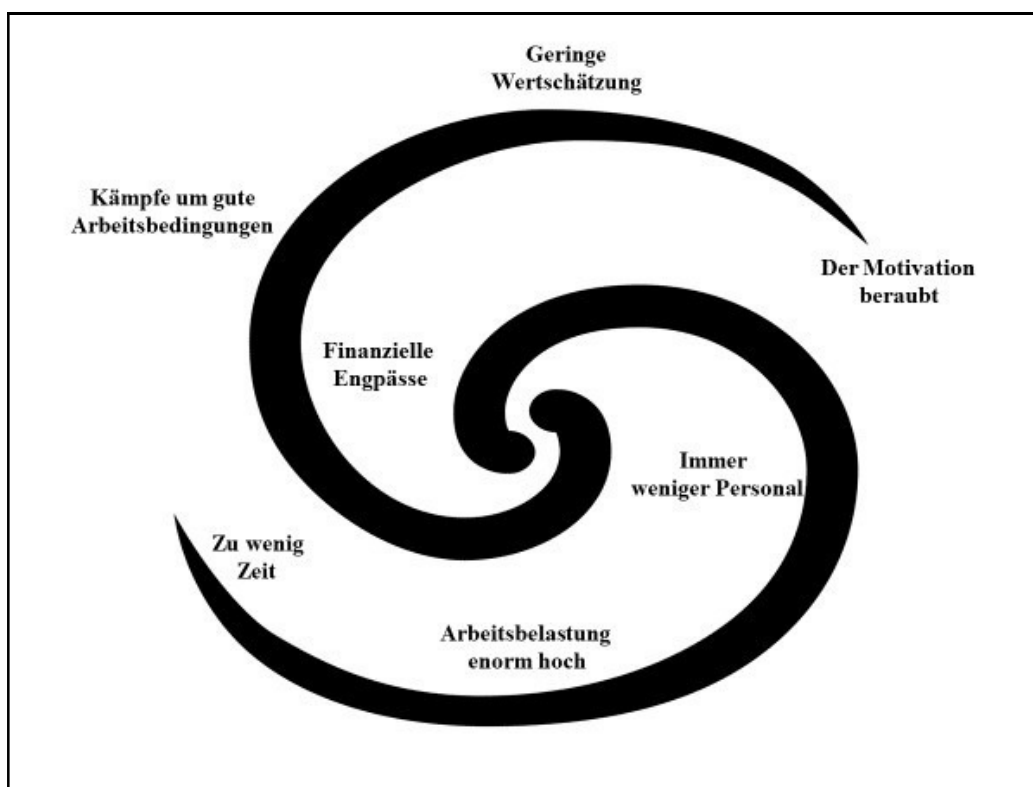 Geringe
Wertschätzung
Kämpfe um gute
Arbeitsbedingungen
Der Motivation
beraubt
Finanzielle
Engpässe
Immer
weniger Personal
Zu wenig
Zeit
Arbeitsbelastung
enorm hoch